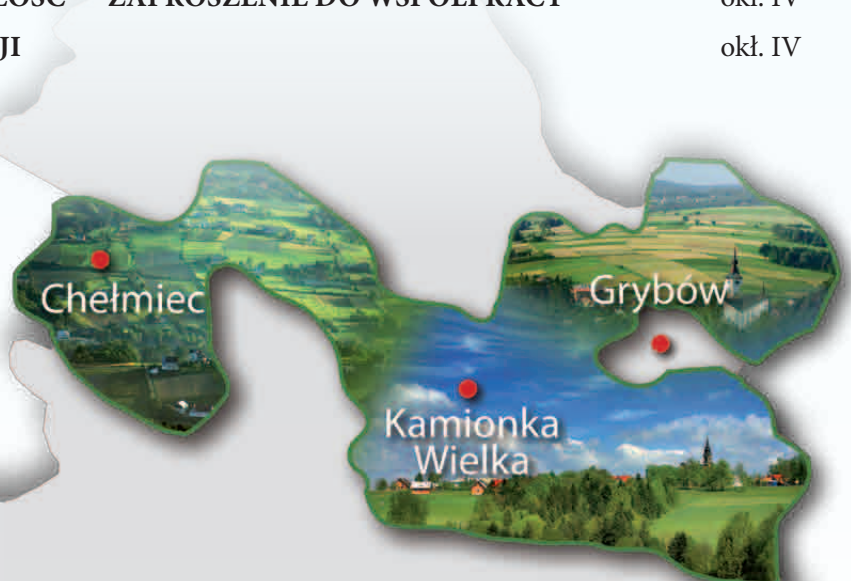 ZAPROSZENIE DO WSPÓŁPRACY okł. IV
okł. IV
Chełmiec
Grybów
Kamionka
Wielka